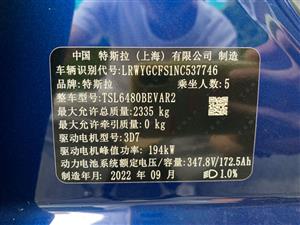 中国 特斯拉（上海）有限公司 制造
车辆识别代号: LRWYGCFS1NC537746
品牌: 特斯拉 乘坐人数: 5
整车型号: TSL6480BEVAR2
最大允许总质量: 2335 kg
最大允许牵引质量: 0 kg
驱动电机型号: 3D7
驱动电机峰值功率: 194kW
动力电池系统额定电压/容量: 347.8V/172.5Ah
制造年月: 2022 年 09 月 1.0%